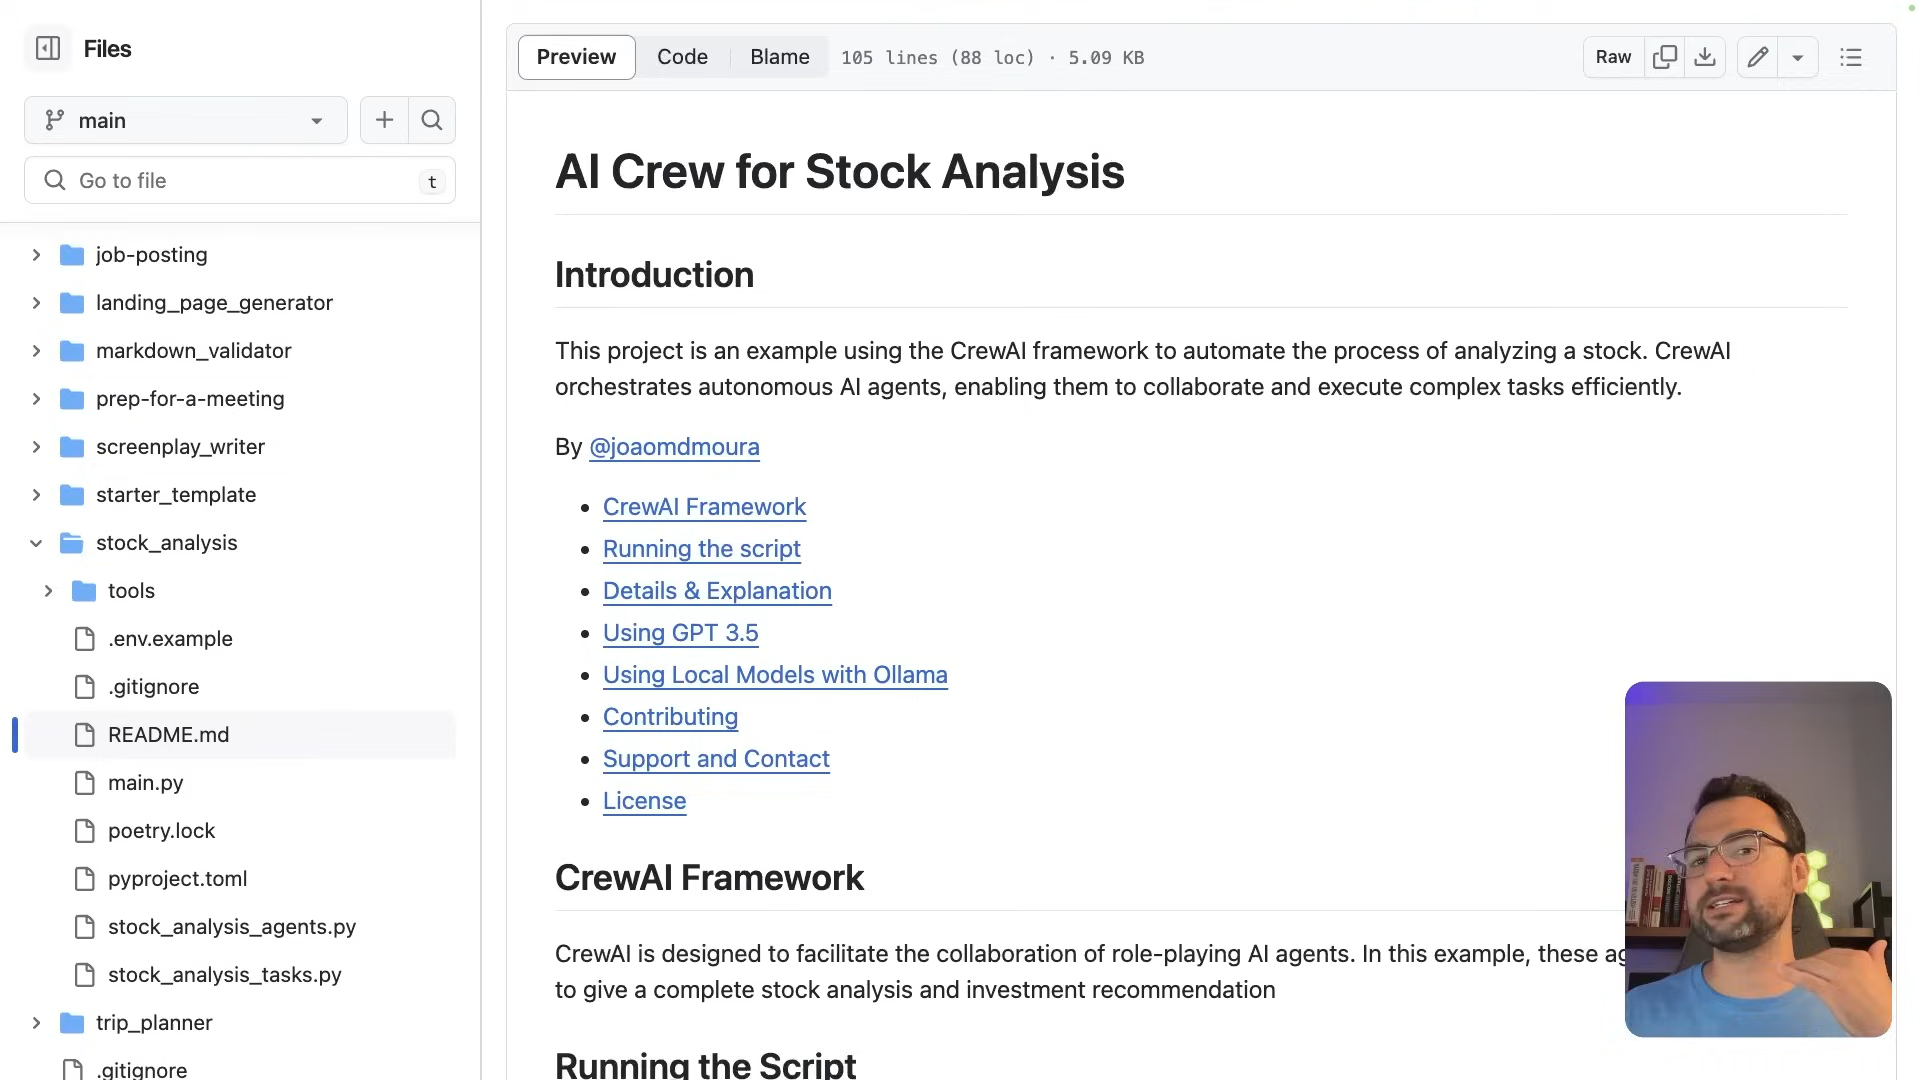 Files
main
Go to file
t
job-posting
landing_page_generator
markdown_validator
prep-for-a-meeting
screenplay_writer
starter_template
stock_analysis
tools
.env.example
.gitignore
README.md
main.py
poetry.lock
pyproject.toml
stock_analysis_agents.py
stock_analysis_tasks.py
trip_planner
.gitignore
Preview
Code
Blame
105 lines (88 loc) · 5.09 KB
Raw
AI Crew for Stock Analysis
Introduction
This project is an example using the CrewAI framework to automate the process of analyzing a stock. CrewAI
orchestrates autonomous AI agents, enabling them to collaborate and execute complex tasks efficiently.
By @joaomdmoura
• CrewAI Framework
• Running the script
• Details & Explanation
• Using GPT 3.5
• Using Local Models with Ollama
• Contributing
• Support and Contact
• License
CrewAI Framework
CrewAI is designed to facilitate the collaboration of role-playing AI agents. In this example, these
to give a complete stock analysis and investment recommendation
Running the Script